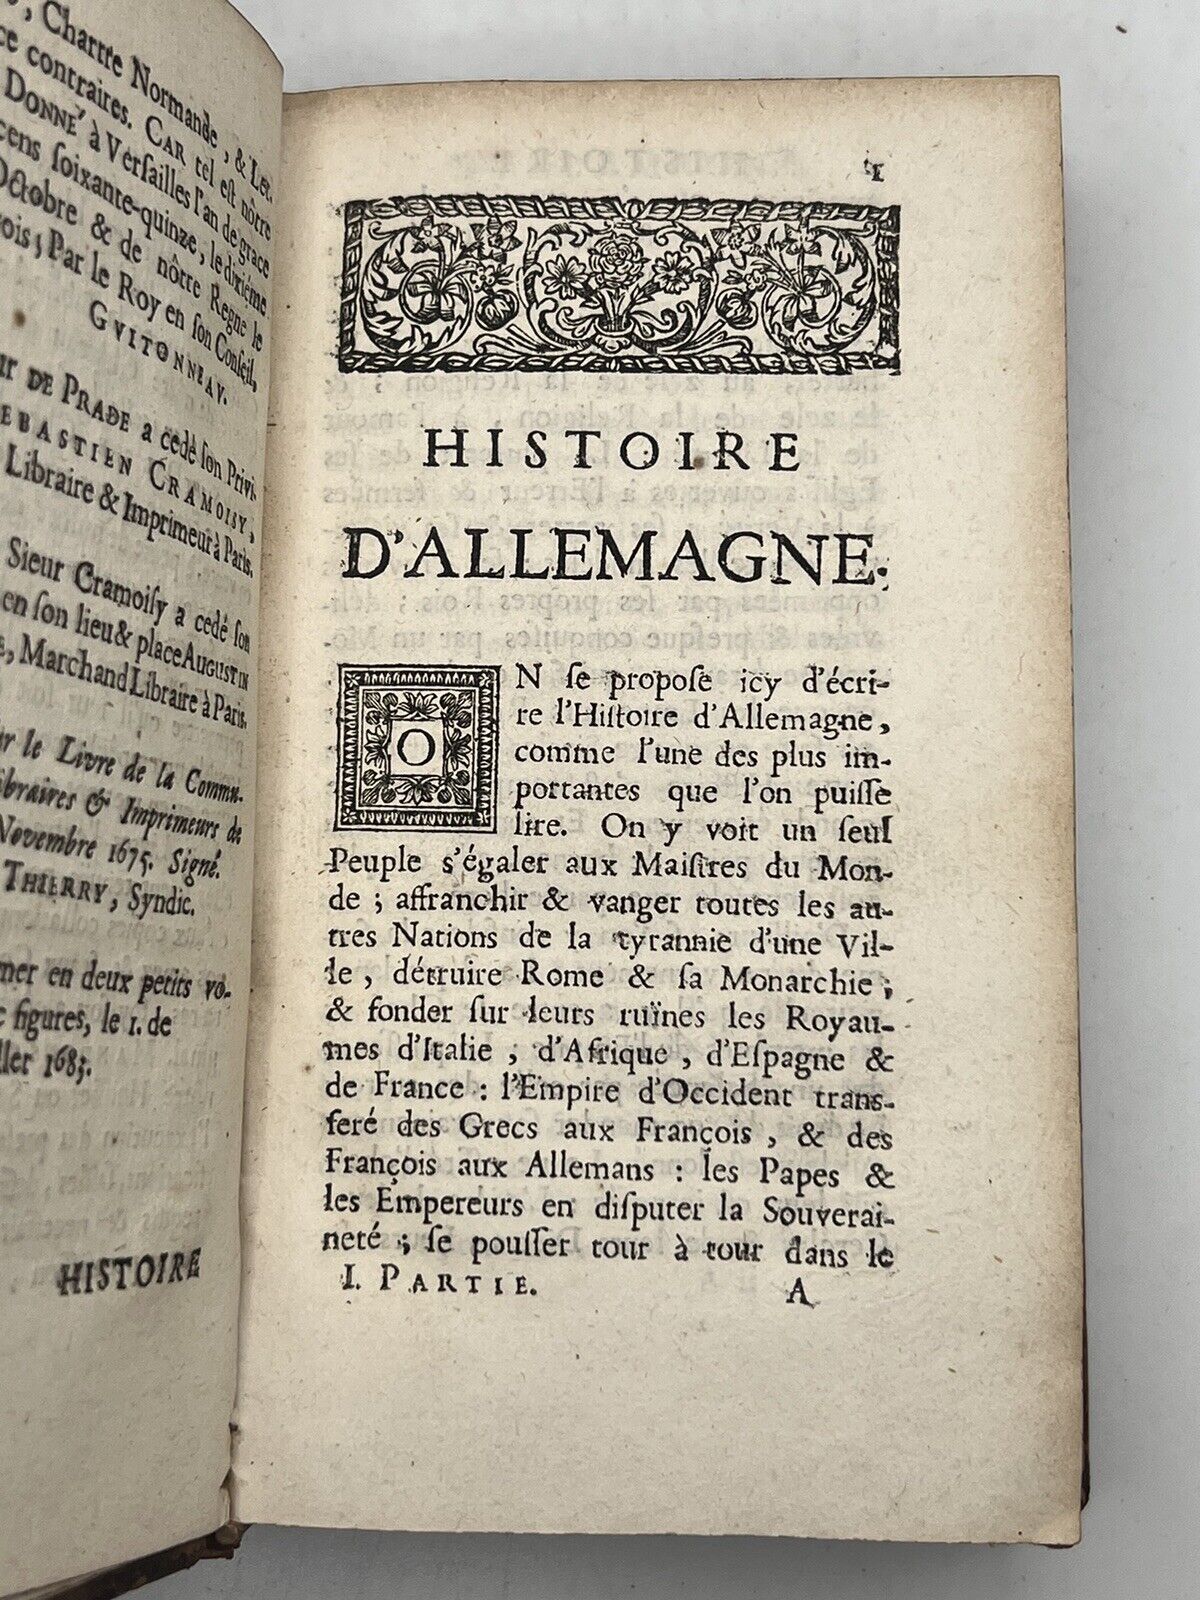 , Chartre Normande, & Let-
ce contraires. CAR tel est nôtre
DONNÉ à Verſailles l'an de grace
cens ſoixante-quinze, le dixiéme
Octobre & de nôtre Regne le
ois; Par le Roy en ſon Conſeil,
GVITONNEAV.
DE PRADE a cedé ſon Privi-
EBASTIEN CRAMOISY,
Libraire & Imprimeur à Paris.
Sieur Cramoiſy a cedé ſon
en ſon lieu & place AUGUSTIN
, Marchand Libraire à Paris.
ur le Livre de la Commu-
ibraires & Imprimeurs de
Novembre 1675. Signé.
THIERRY, Syndic.
mer en deux petits vo-
figures, le 1. de
ller 1683.
HISTOIRE
1
HISTOIRE
D'ALLEMAGNE.
ON ſe propoſe icy d'écri-
re l'Hiſtoire d'Allemagne,
comme l'une des plus im-
portantes que l'on puiſſe
lire. On y voit un ſeul
Peuple s'égaler aux Maiſtres du Mon-
de ; affranchir & vanger toutes les au-
tres Nations de la tyrannie d'une Vil-
le, détruire Rome & ſa Monarchie ;
& fonder ſur leurs ruïnes les Royau-
mes d'Italie, d'Afrique, d'Eſpagne &
de France : l'Empire d'Occident tranſ-
feré des Grecs aux François, & des
François aux Allemans : les Papes &
les Empereurs en diſputer la Souverai-
neté ; ſe pouſſer tour à tour dans le
I. PARTIE. A